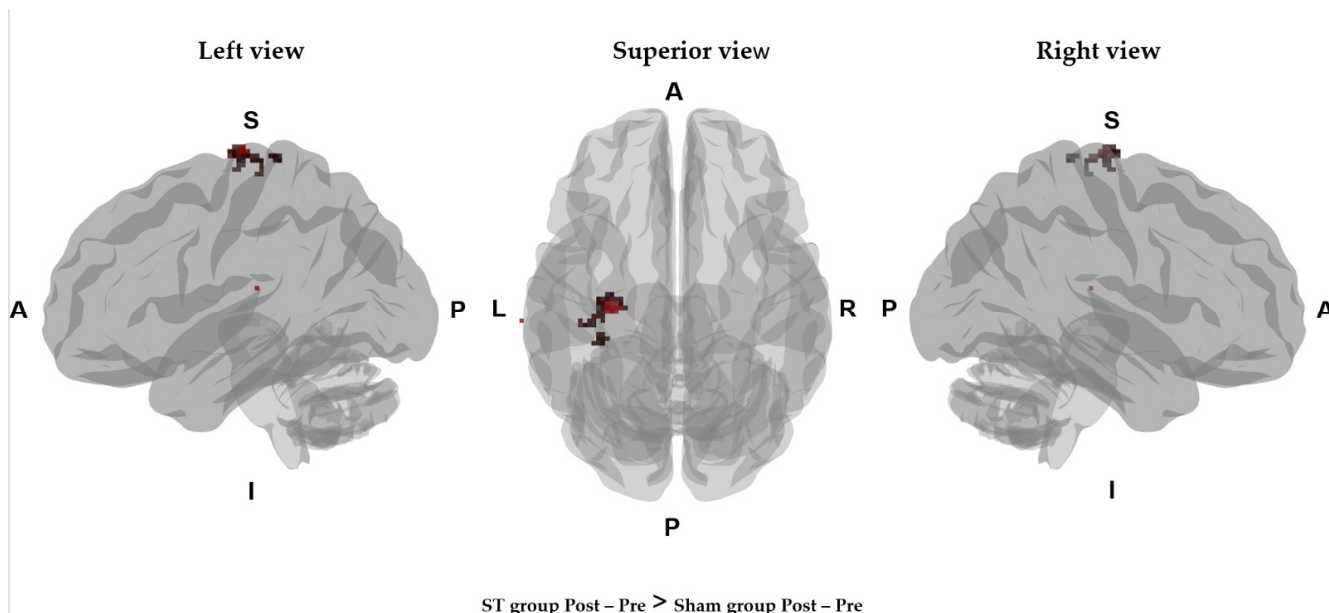 Left view
Superior view
Right view
S
A
S
A
P
L
R
P
A
I
P
I
ST group Post – Pre > Sham group Post – Pre